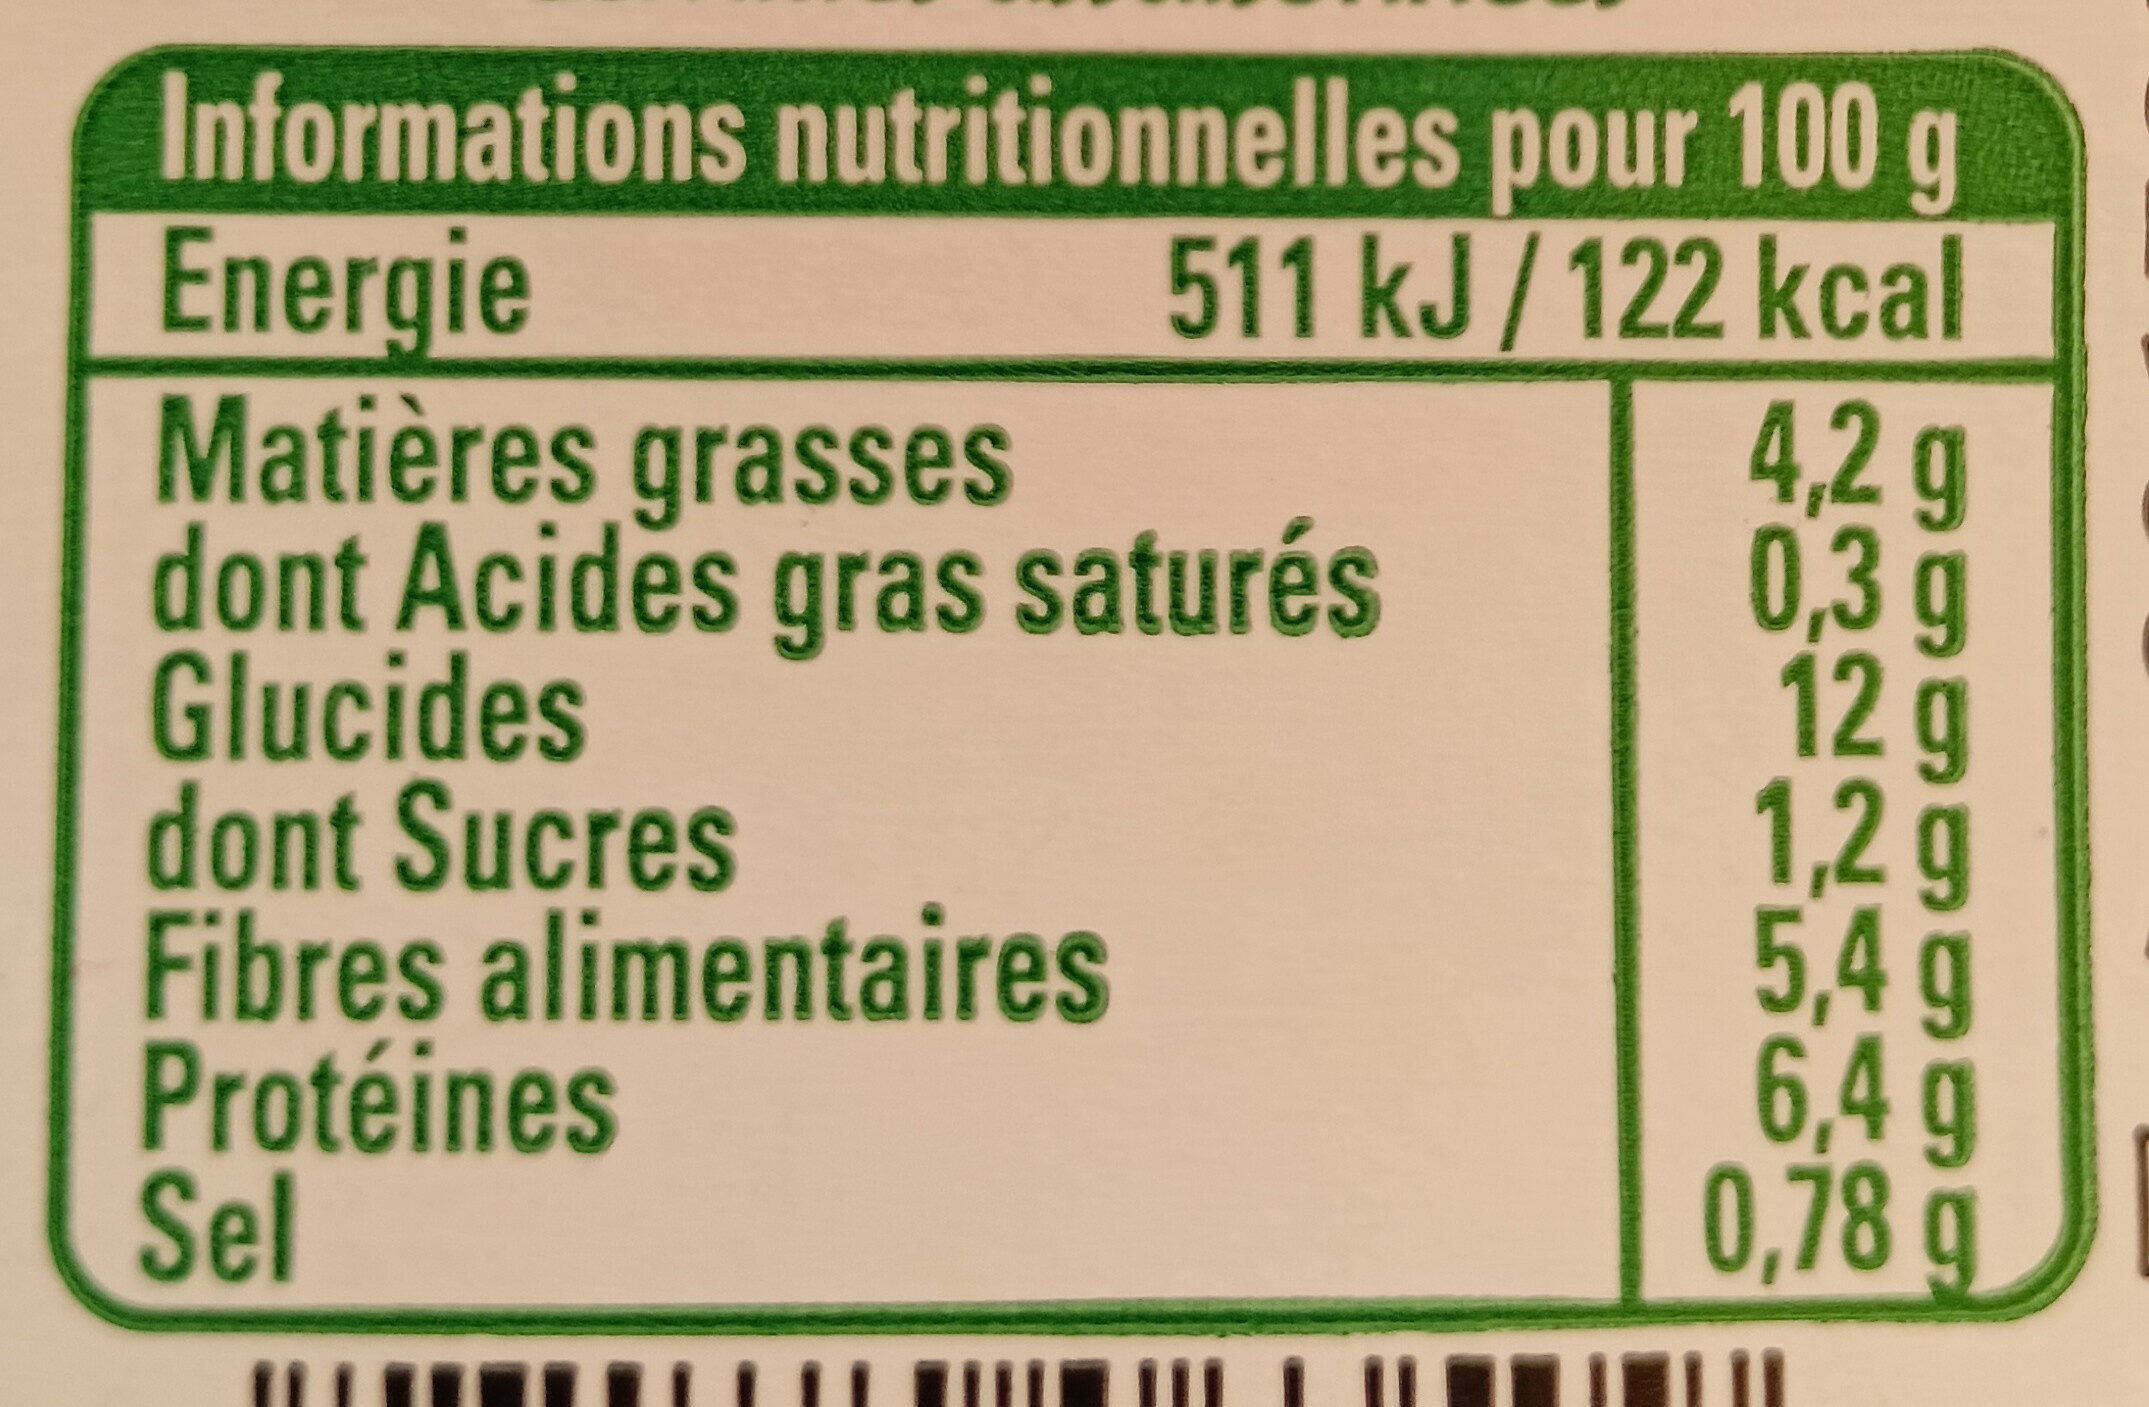 Informations nutritionnelles pour 100 g
Energie 511 kJ / 122 kcal
Matières grasses 4,2 g
dont Acides gras saturés 0,3 g
Glucides 12 g
dont Sucres 1,2 g
Fibres alimentaires 5,4 g
Protéines 6,4 g
Sel 0,78 g